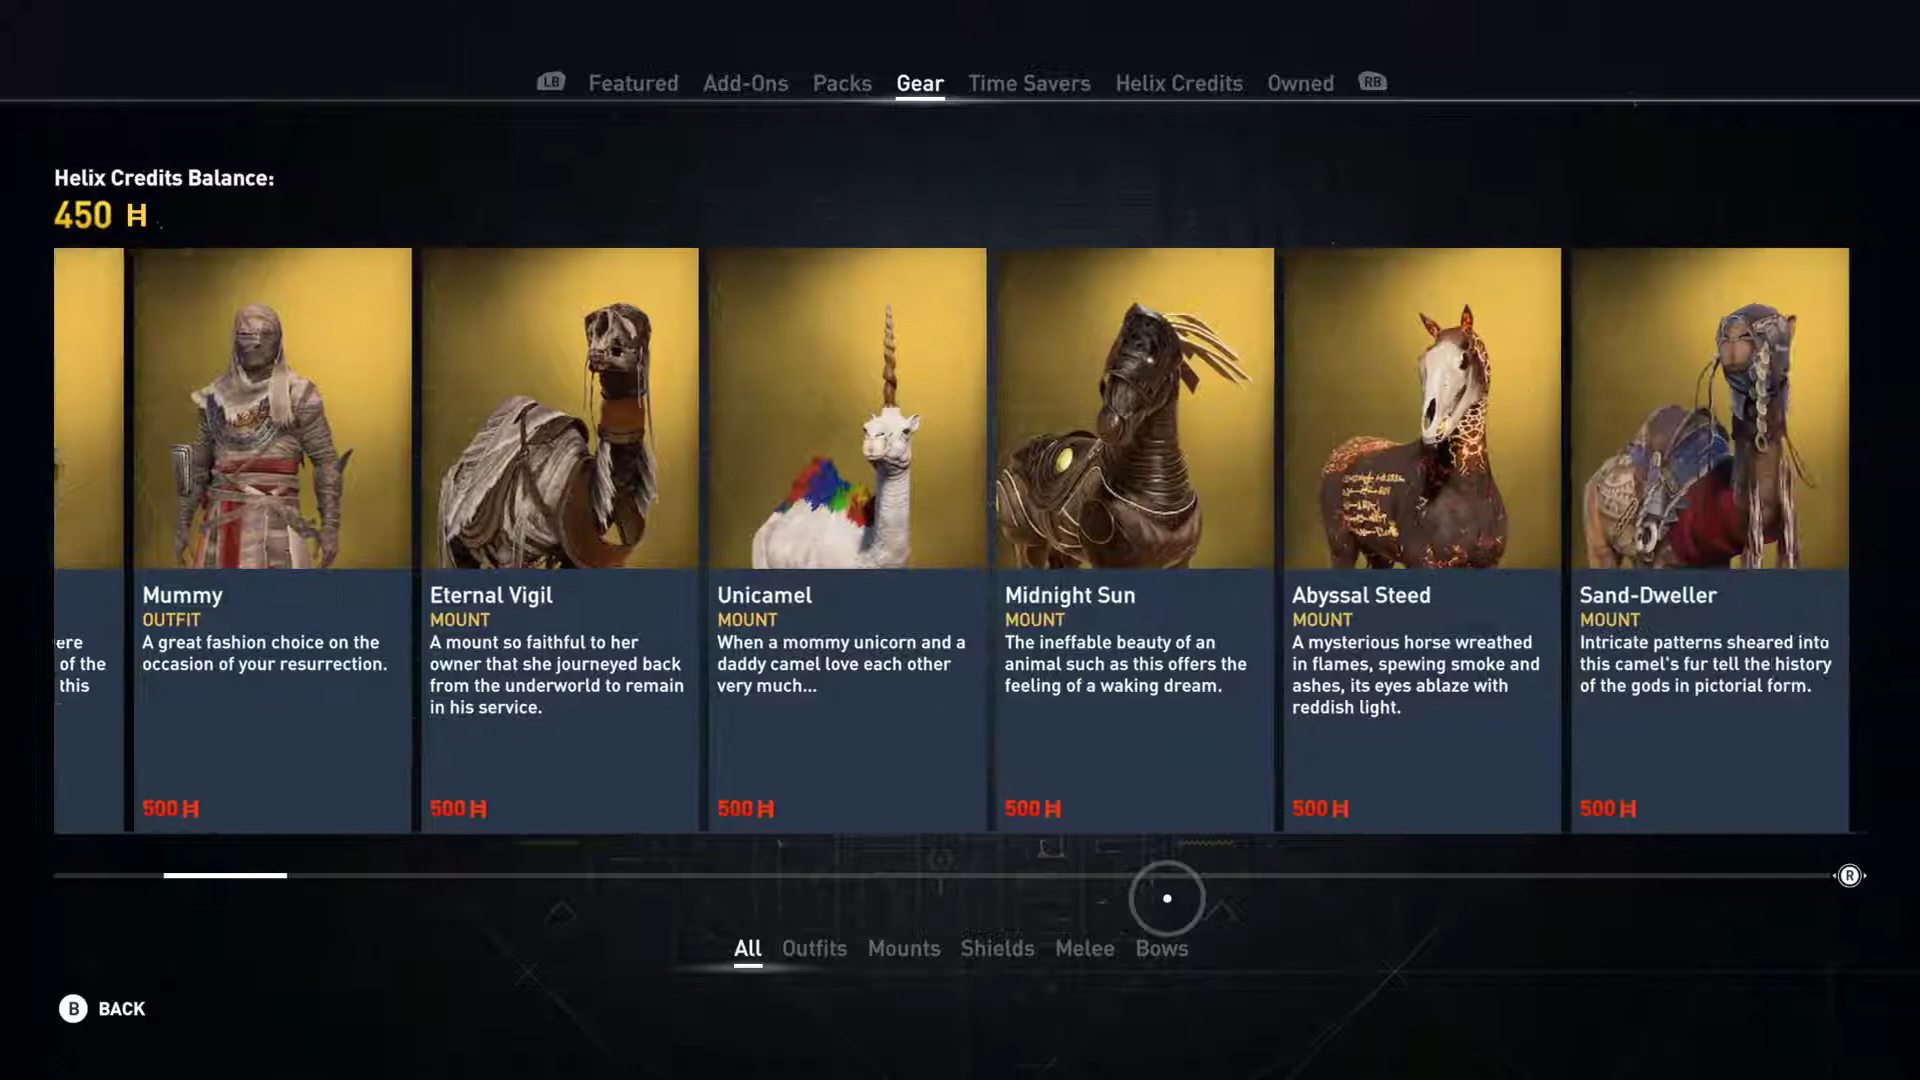 LB Featured Add-Ons Packs Gear Time Savers Helix Credits Owned RB
Helix Credits Balance:
450
ere
of the
this
Mummy
OUTFIT
A great fashion choice on the
occasion of your resurrection.
500
Eternal Vigil
MOUNT
A mount so faithful to her
owner that she journeyed back
from the underworld to remain
in his service.
500
Unicamel
MOUNT
When a mommy unicorn and a
daddy camel love each other
very much...
500
Midnight Sun
MOUNT
The ineffable beauty of an
animal such as this offers the
feeling of a waking dream.
500
Abyssal Steed
MOUNT
A mysterious horse wreathed
in flames, spewing smoke and
ashes, its eyes ablaze with
reddish light.
500
Sand-Dweller
MOUNT
Intricate patterns sheared into
this camel's fur tell the history
of the gods in pictorial form.
500
R
All Outfits Mounts Shields Melee Bows
B BACK